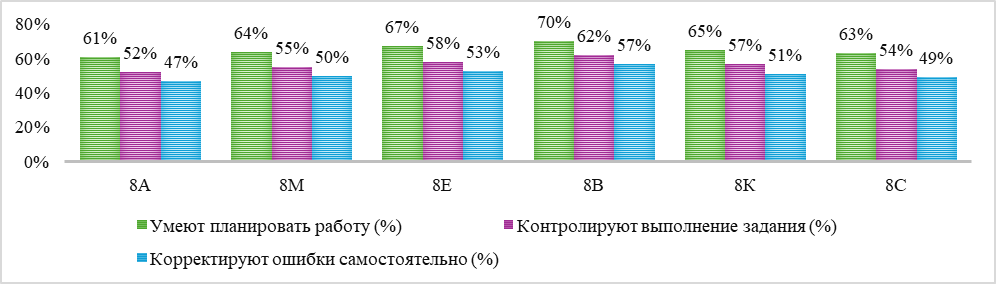 80%
60%
40%
20%
0%
61% 52% 47% 64% 55% 50% 67% 58% 53% 70% 62% 57% 65% 57% 51% 63% 54% 49%
8А 8М 8Е 8В 8К 8С
Умеют планировать работу (%) Контролируют выполнение задания (%)
Корректируют ошибки самостоятельно (%)